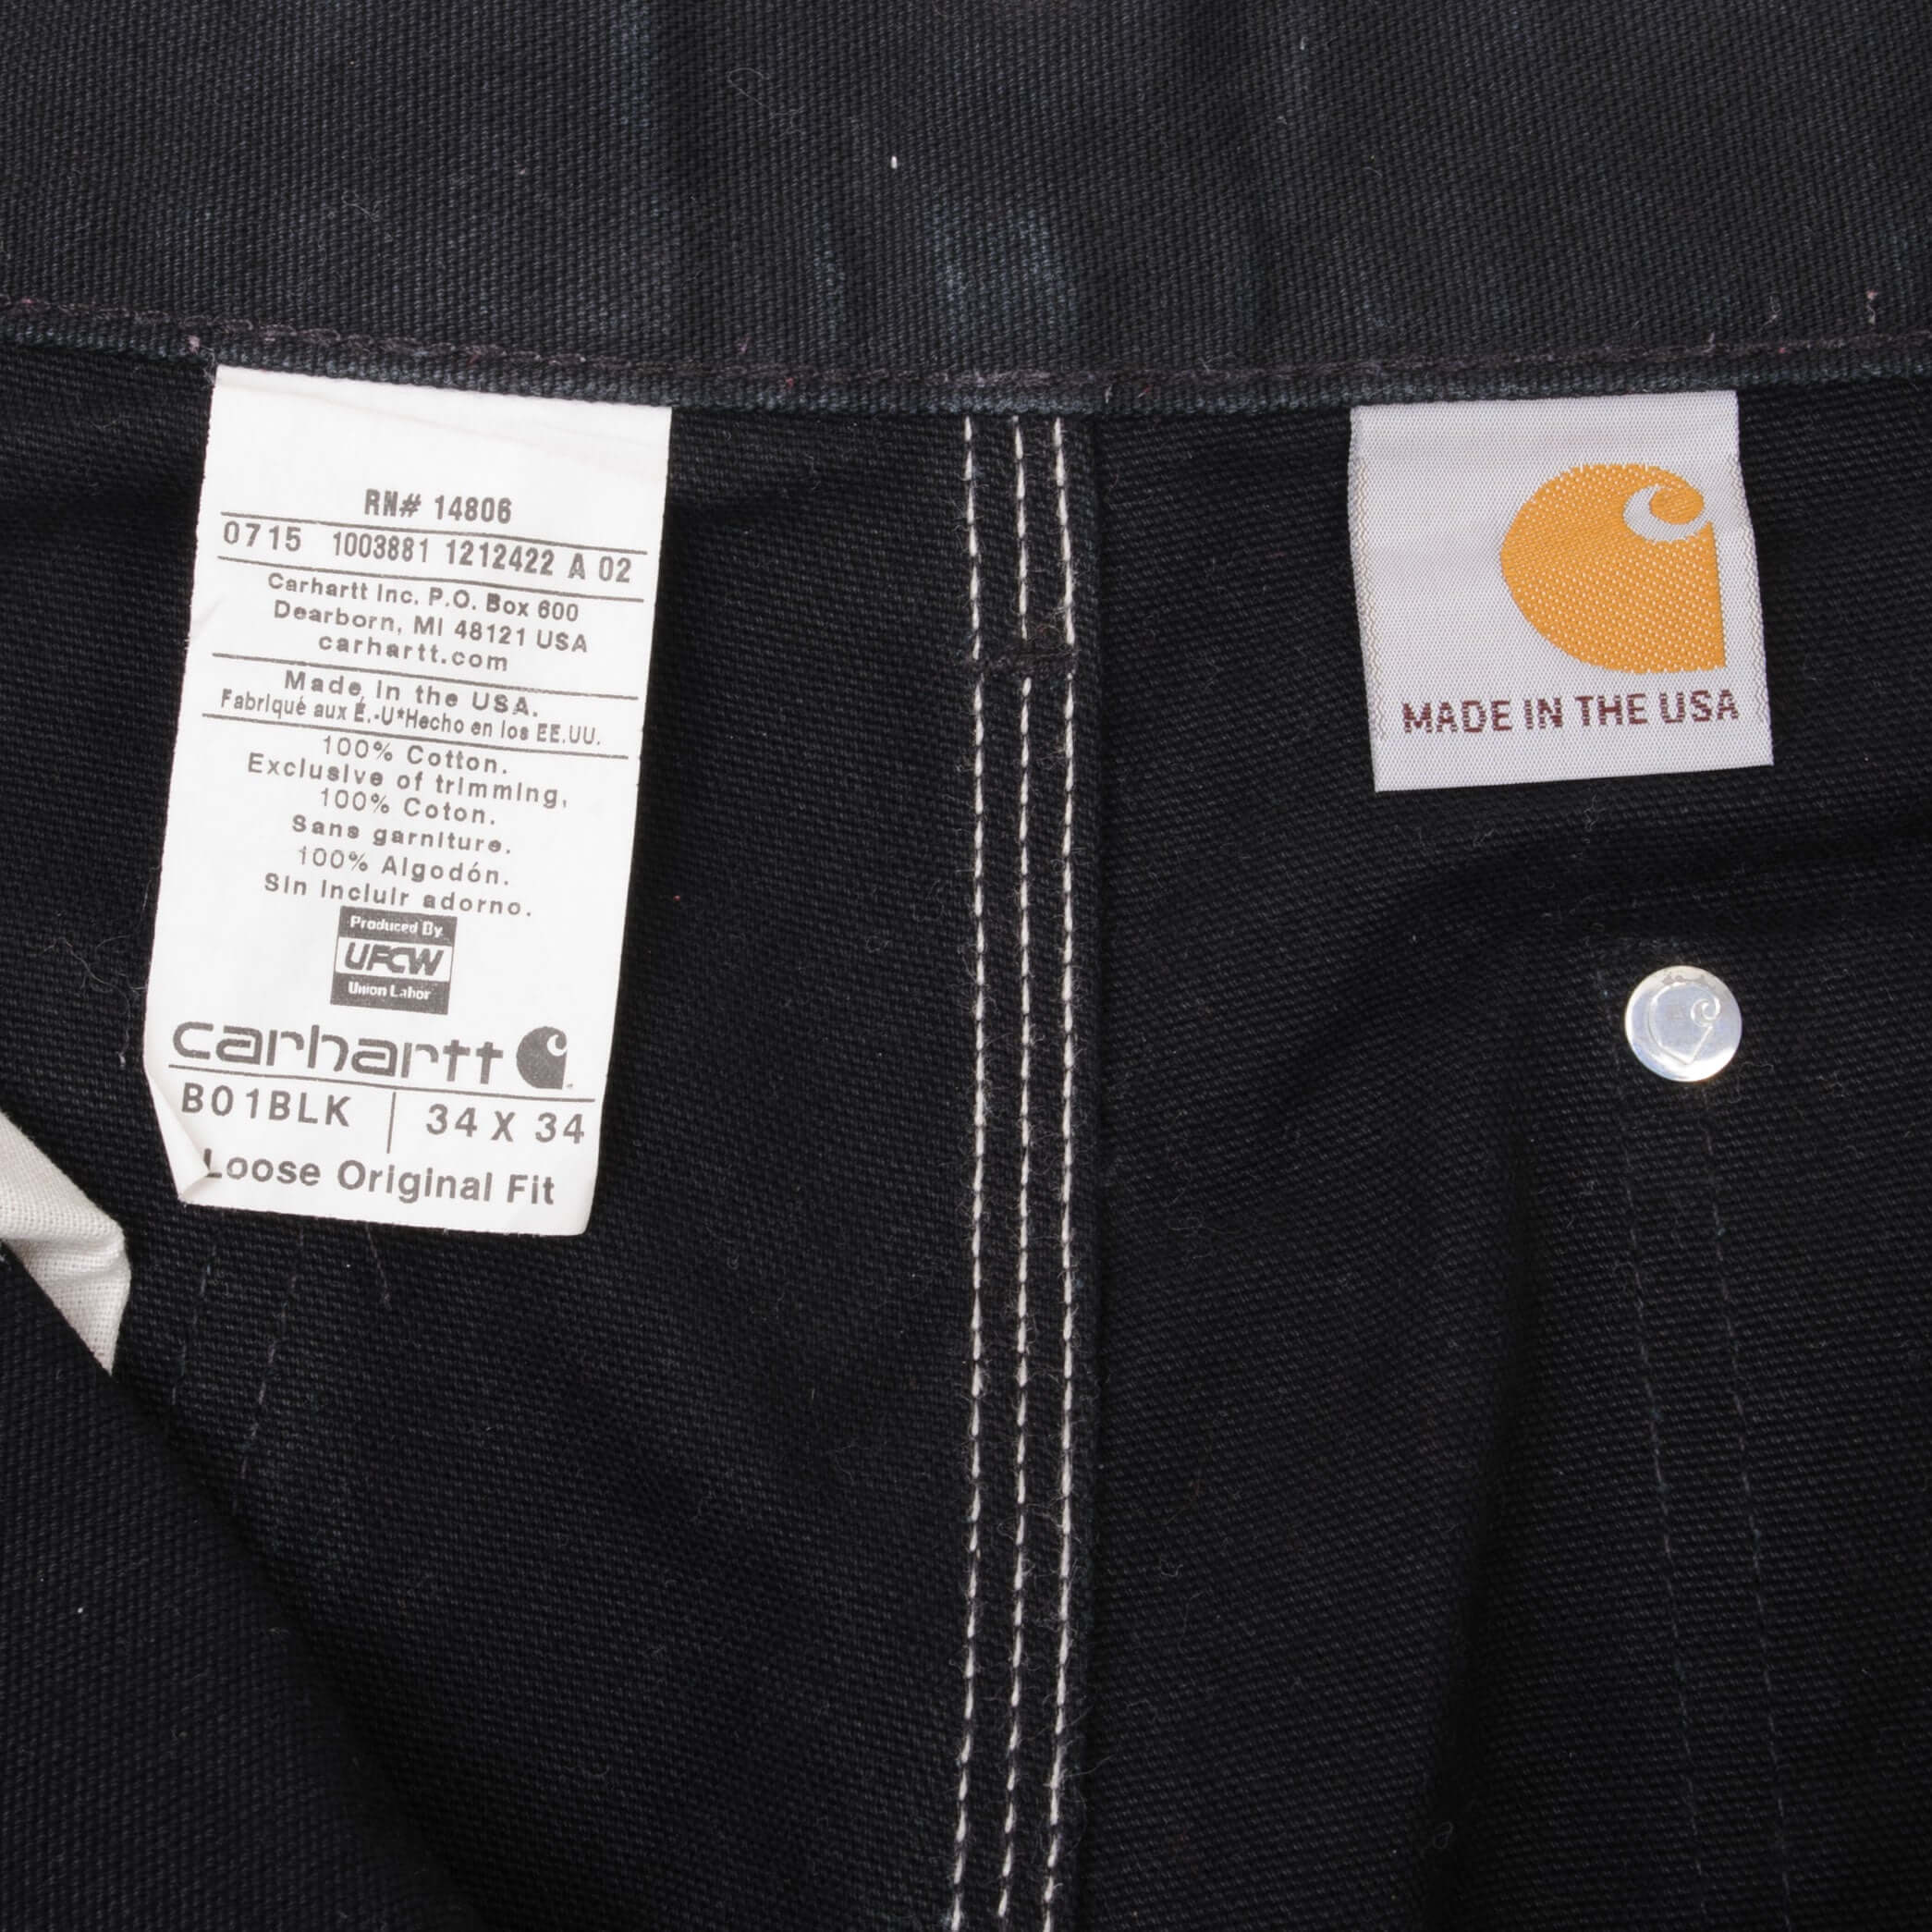 RN# 14806
0715 1003881 1212422 A 02
Carhartt Inc. P.O. Box 600
Dearborn, MI 48121 USA
carhartt.com
Made in the USA.
Fabriqué aux É.-U*Hecho en los EE.UU.
100% Cotton.
Exclusive of trimming,
100% Coton.
Sans garniture.
100% Algodón.
Sin incluir adorno.
Produced By
UFCW
Union Labor
carhartt
B01BLK 34 X 34
Loose Original Fit
MADE IN THE USA